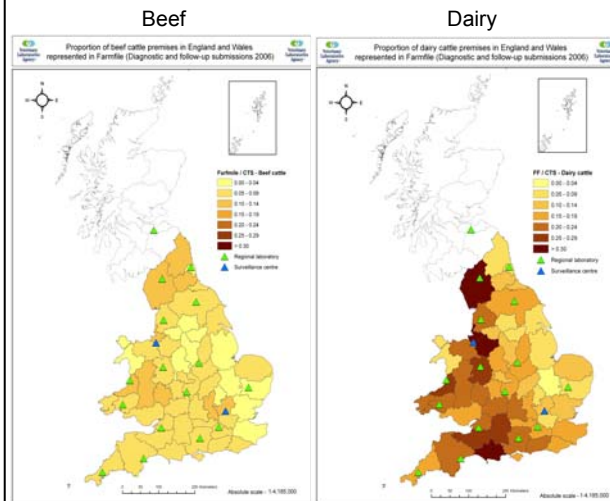 Beef
Dairy
Veterinary
Laboratories
Agency
Proportion of beef cattle premises in England and Wales
represented in Farmfile (Diagnostic and follow-up submissions 2006)
N
S
Farmfile / CTS - Beef cattle
0.00 - 0.04
0.05 - 0.09
0.10 - 0.14
0.15 - 0.19
0.20 - 0.24
0.25 - 0.29
> 0.30
Regional laboratory
Surveillance centre
Absolute scale - 1:4,185,000
Veterinary
Laboratories
Agency
Proportion of dairy cattle premises in England and Wales
represented in Farmfile (Diagnostic and follow-up submissions 2006)
N
S
FF / CTS - Dairy cattle
0.00 - 0.04
0.05 - 0.09
0.10 - 0.14
0.15 - 0.19
0.20 - 0.24
0.25 - 0.29
> 0.30
Regional laboratory
Surveillance centre
Absolute scale - 1:4,185,000